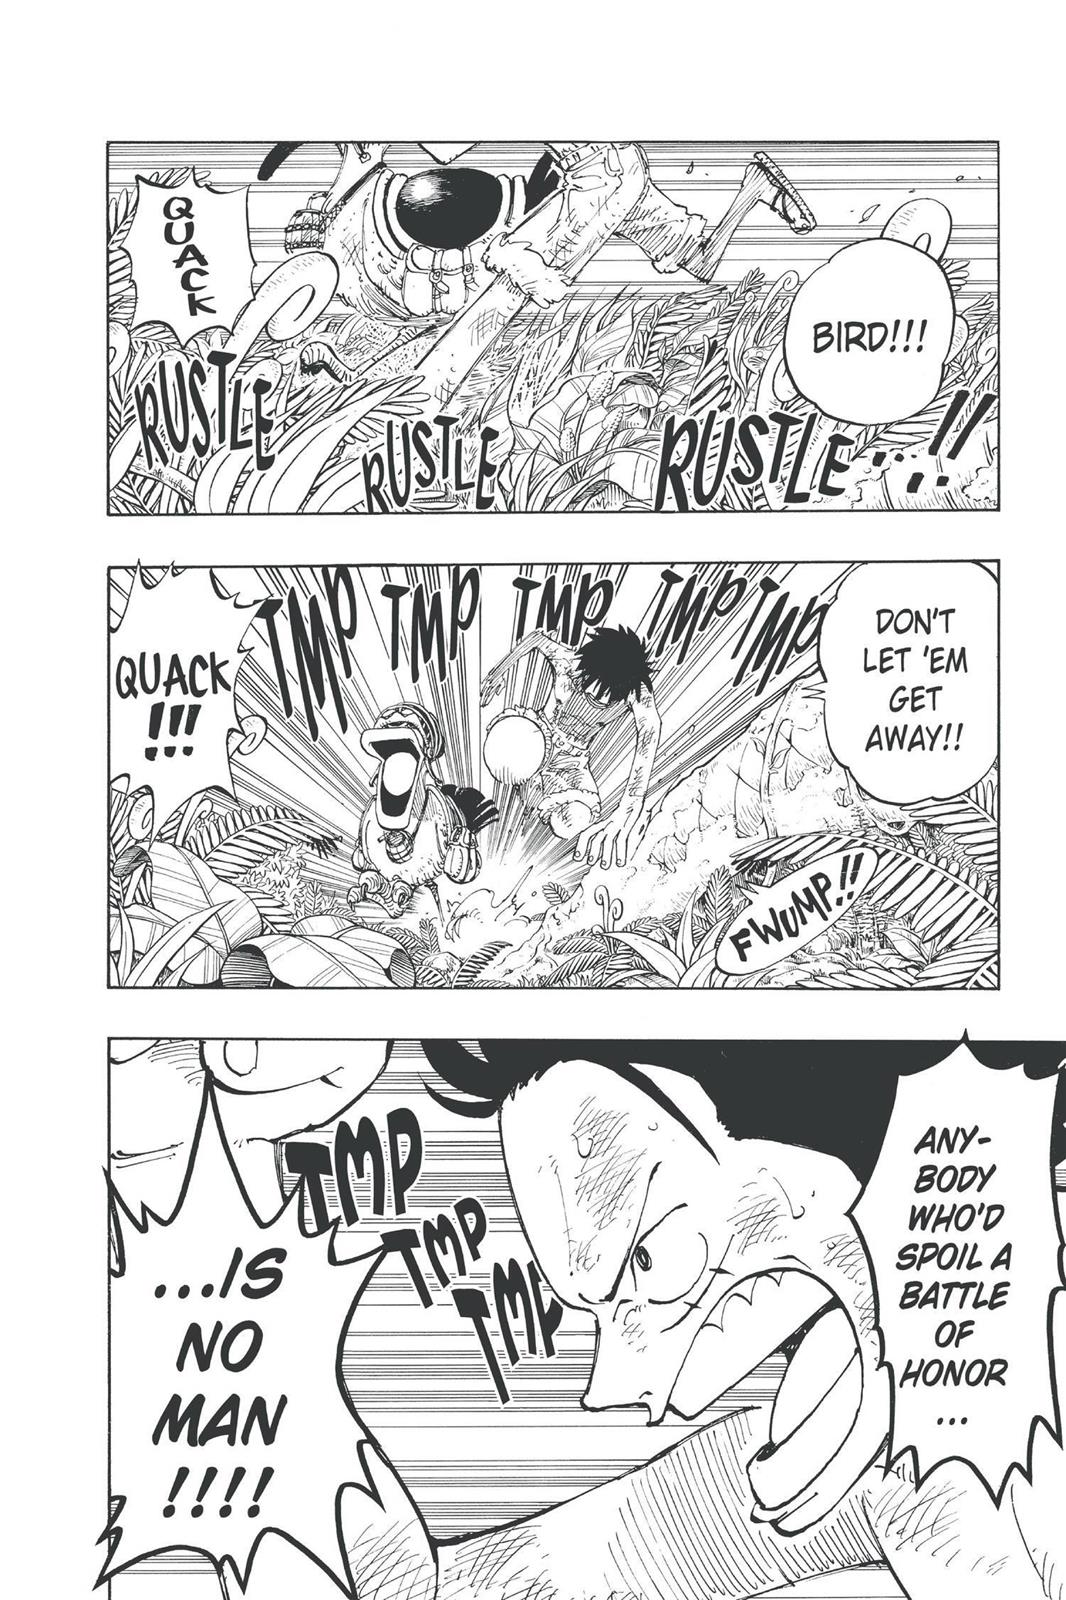 BIRD!!!
QUACK
RUSTLE
RUSTLE
RUSTLE...!!
DON'T
LET 'EM
GET
AWAY!!
TMP
TMP
TMP
TMP
TMP
QUACK
!!!
FWUMP!!
ANY-
BODY
WHO'D
SPOIL A
BATTLE
OF
HONOR
...
TMP
TMP
TMP
...IS
NO
MAN
!!!!